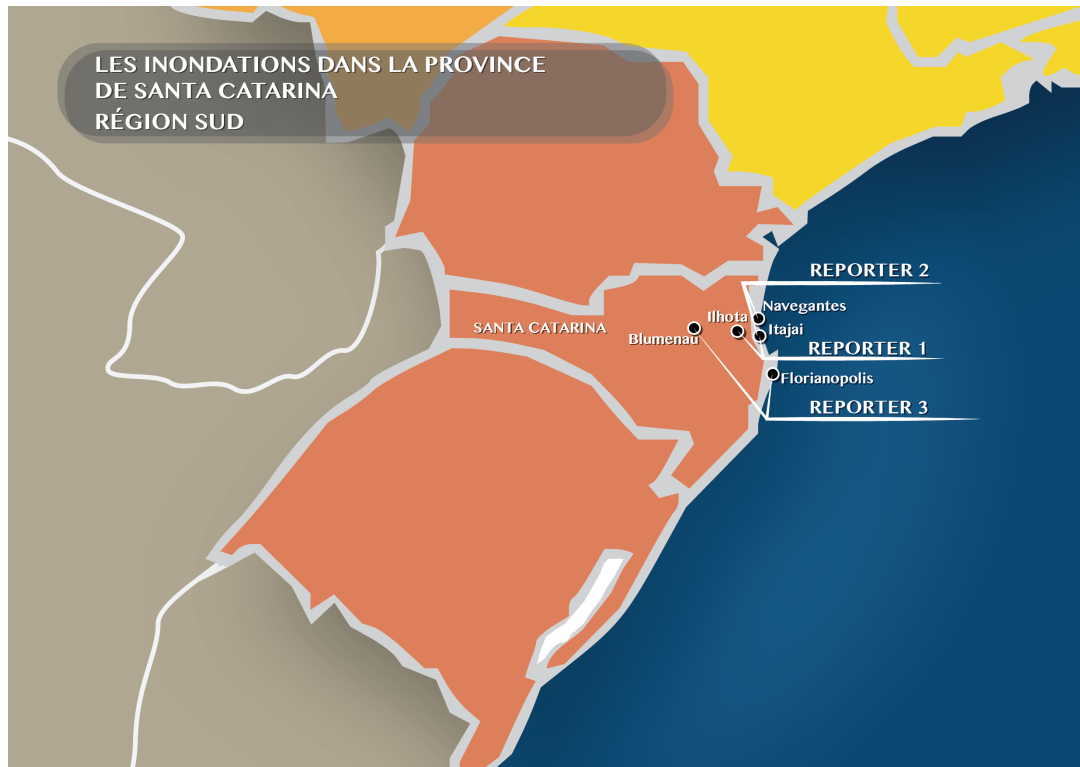 LES INONDATIONS DANS LA PROVINCE
DE SANTA CATARINA
RÉGION SUD
REPORTER 2
Navegantes
Ilhota
SANTA CATARINA
Itajai
Blumenau
REPORTER 1
Florianopolis
REPORTER 3